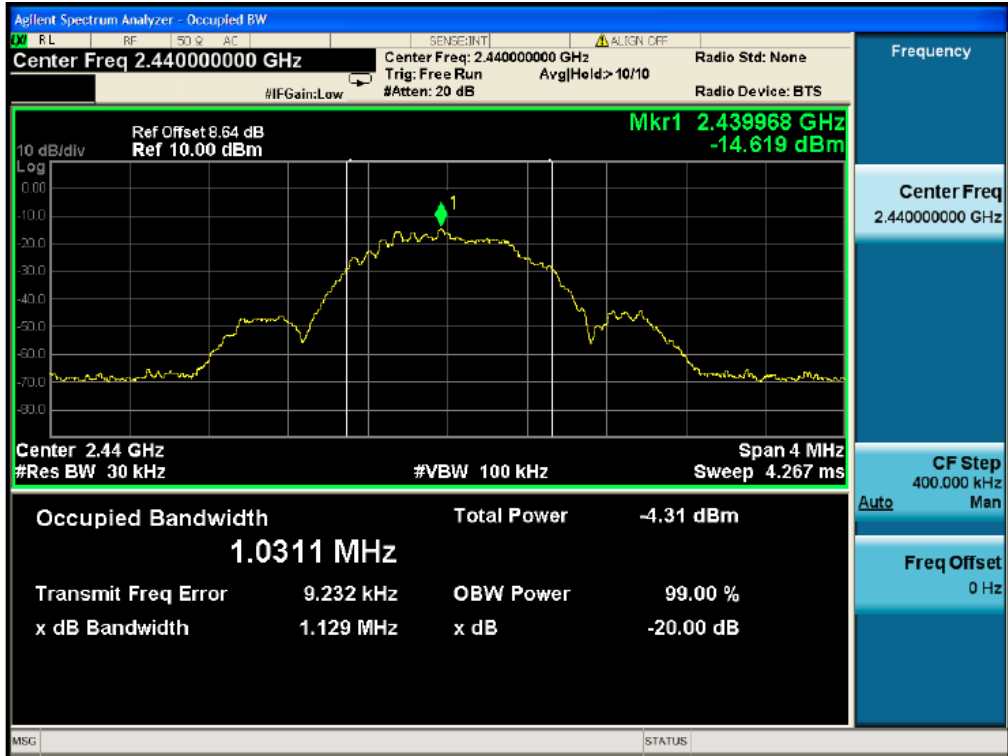 Agilent Spectrum Analyzer - Occupied BW
LXI RL RF 50 Ω AC SENSE:INT ALIGN OFF
Center Freq 2.440000000 GHz
#IFGain:Low
Center Freq: 2.440000000 GHz
Trig: Free Run Avg|Hold:>10/10
#Atten: 20 dB
Radio Std: None
Radio Device: BTS
Frequency
Ref Offset 8.64 dB
10 dB/div Ref 10.00 dBm
Mkr1 2.439968 GHz
-14.619 dBm
Log
0.00
-10.0
-20.0
-30.0
-40.0
-50.0
-60.0
-70.0
-80.0
1
Center 2.44 GHz Span 4 MHz
#Res BW 30 kHz #VBW 100 kHz Sweep 4.267 ms
Occupied Bandwidth Total Power -4.31 dBm
1.0311 MHz
Transmit Freq Error 9.232 kHz OBW Power 99.00 %
x dB Bandwidth 1.129 MHz x dB -20.00 dB
Center Freq
2.440000000 GHz
CF Step
400.000 kHz
Auto Man
Freq Offset
0 Hz
MSG STATUS